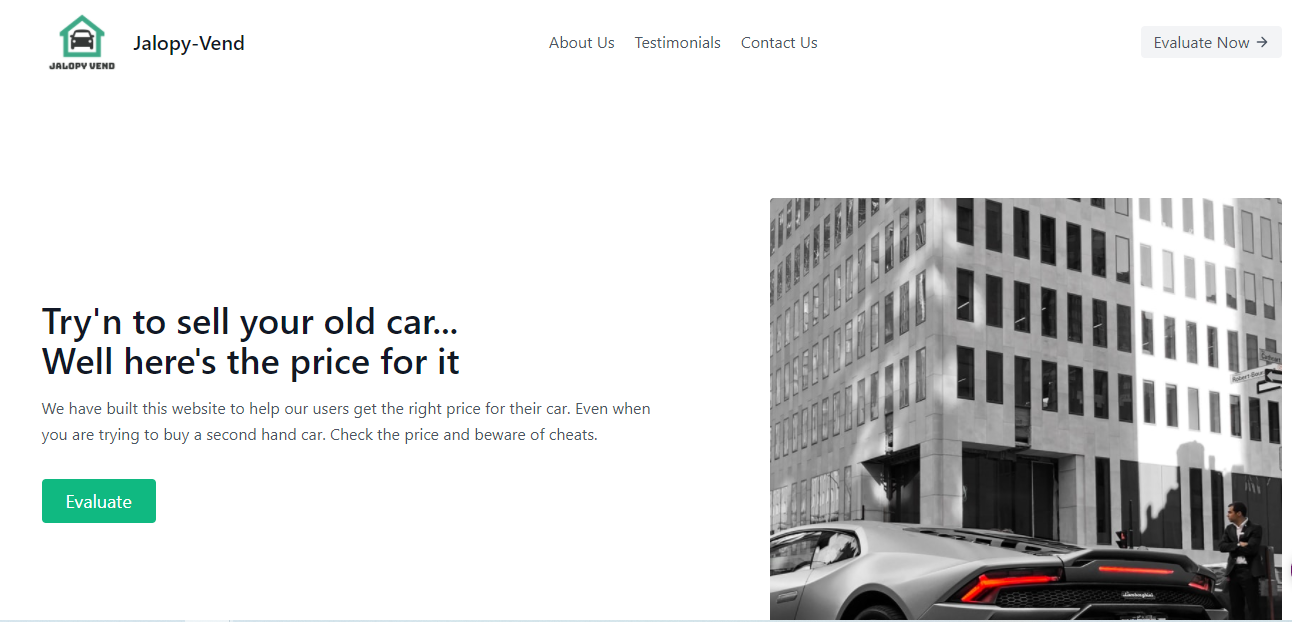 JALOPY VEND
Jalopy-Vend
About Us
Testimonials
Contact Us
Evaluate Now →
Try'n to sell your old car...
Well here's the price for it
We have built this website to help our users get the right price for their car. Even when
you are trying to buy a second hand car. Check the price and beware of cheats.
Evaluate
Lamborghini